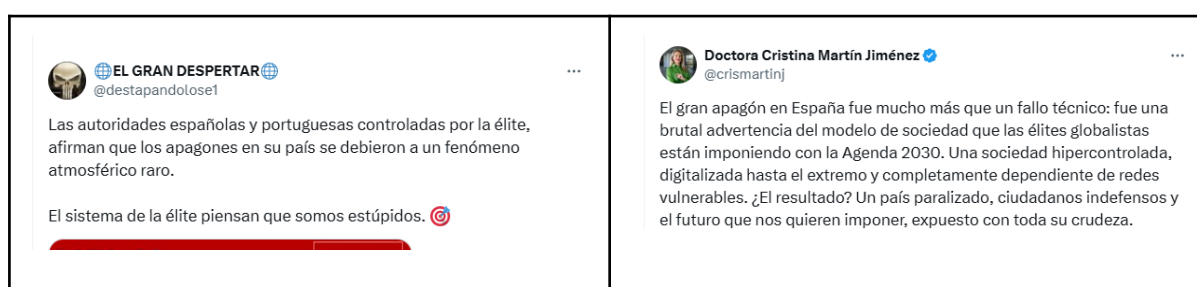 🌐EL GRAN DESPERTAR🌐
@destapandolose1
Las autoridades españolas y portuguesas controladas por la élite,
afirman que los apagones en su país se debieron a un fenómeno
atmosférico raro.
El sistema de la élite piensan que somos estúpidos. 🎯
Doctora Cristina Martín Jiménez
@crismartinj
El gran apagón en España fue mucho más que un fallo técnico: fue una
brutal advertencia del modelo de sociedad que las élites globalistas
están imponiendo con la Agenda 2030. Una sociedad hipercontrolada,
digitalizada hasta el extremo y completamente dependiente de redes
vulnerables. ¿El resultado? Un país paralizado, ciudadanos indefensos y
el futuro que nos quieren imponer, expuesto con toda su crudeza.